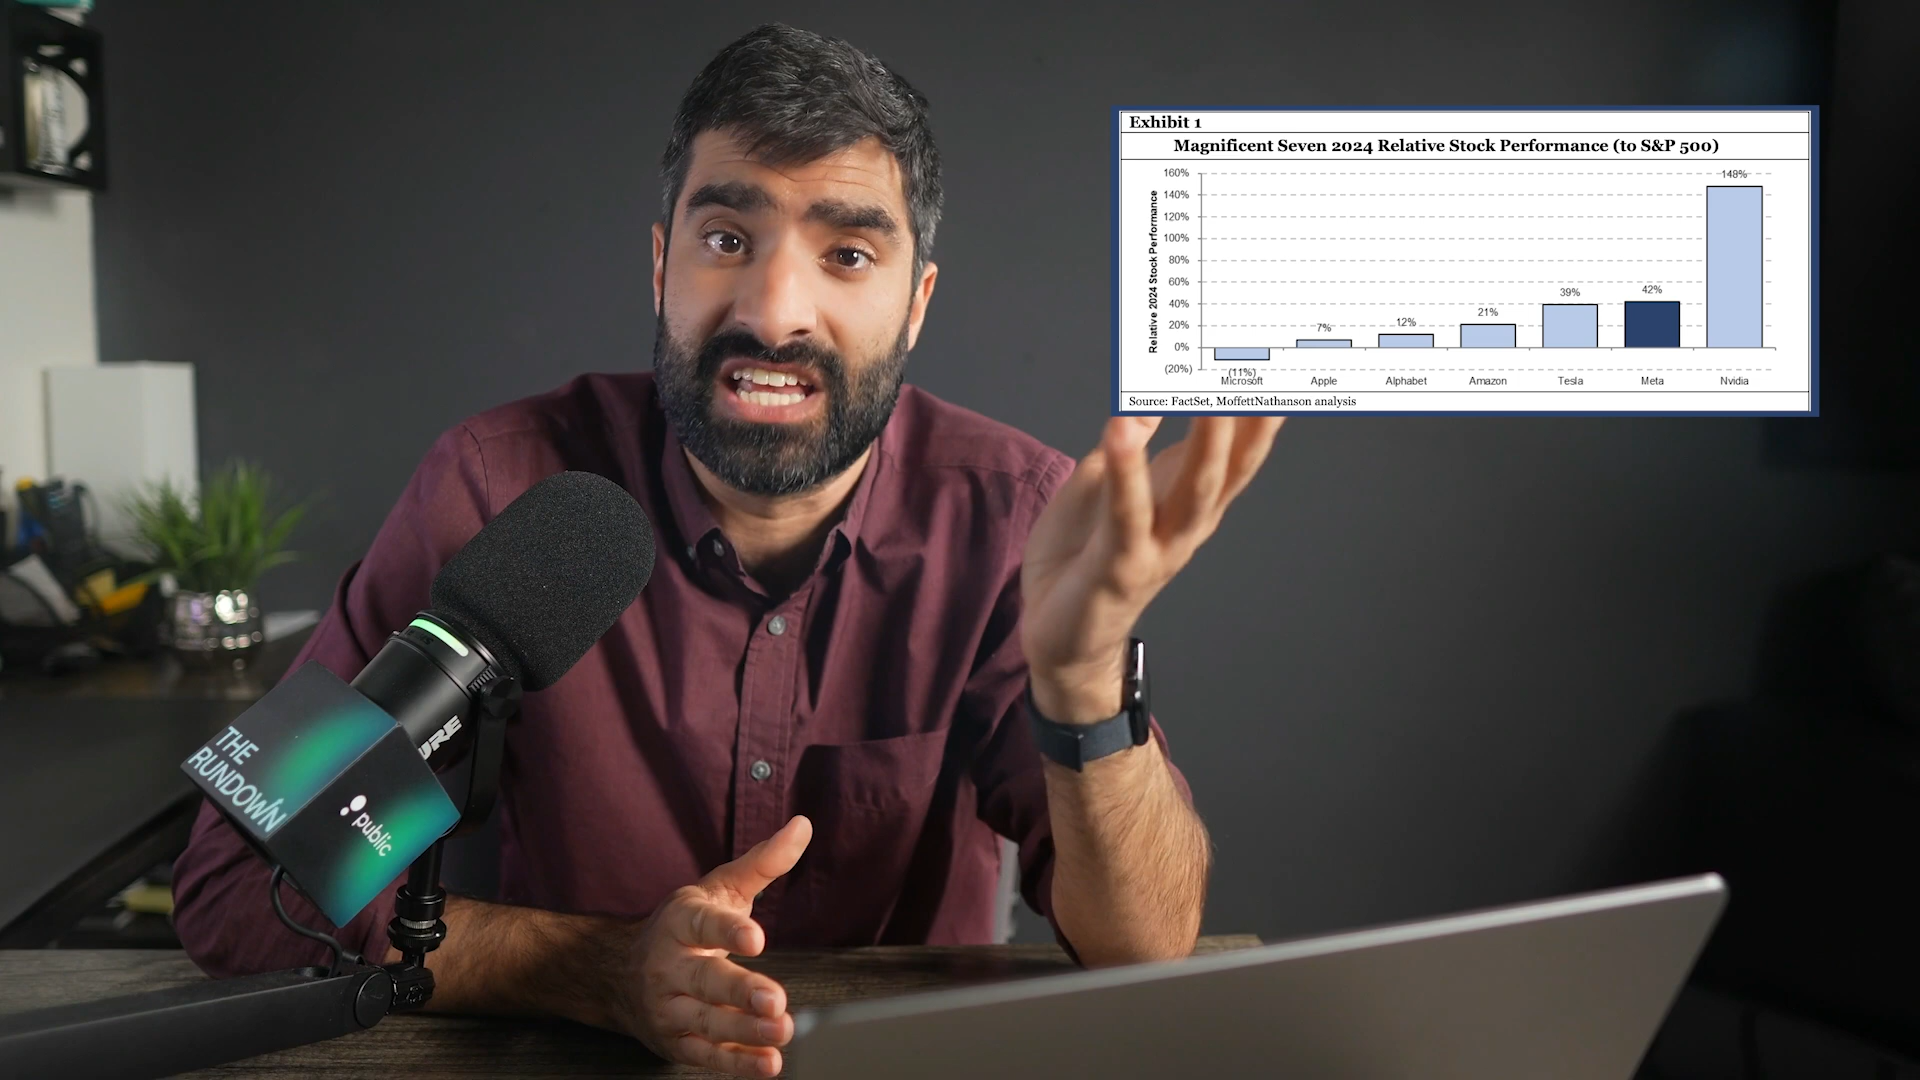 Exhibit 1
Magnificent Seven 2024 Relative Stock Performance (to S&P 500)
Relative 2024 Stock Performance
160%
140%
120%
100%
80%
60%
40%
20%
0%
(20%)
(11%)
7%
12%
21%
39%
42%
148%
Microsoft Apple Alphabet Amazon Tesla Meta Nvidia
Source: FactSet, MoffettNathanson analysis
THE
RUNDOWN
public